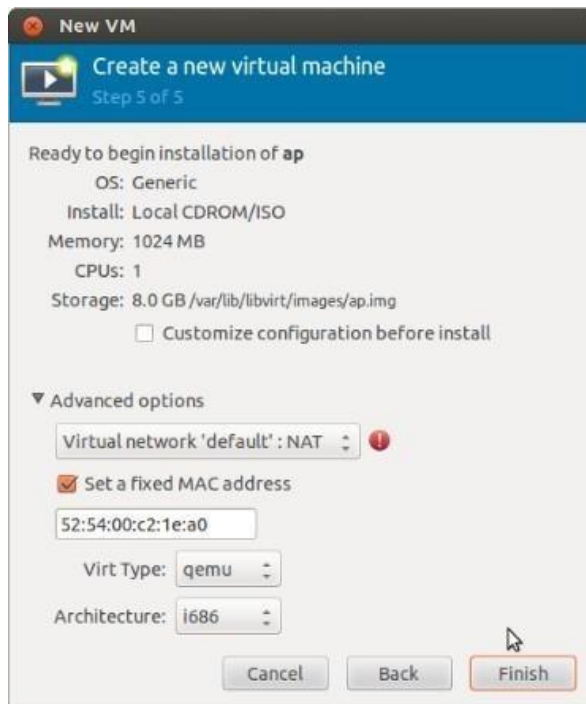 New VM
Create a new virtual machine
Step 5 of 5
Ready to begin installation of ap
OS: Generic
Install: Local CDROM/ISO
Memory: 1024 MB
CPUs: 1
Storage: 8.0 GB /var/lib/libvirt/images/ap.img
Customize configuration before install
Advanced options
Virtual network 'default' : NAT
Set a fixed MAC address
52:54:00:c2:1e:a0
Virt Type: qemu
Architecture: i686
Cancel Back Finish